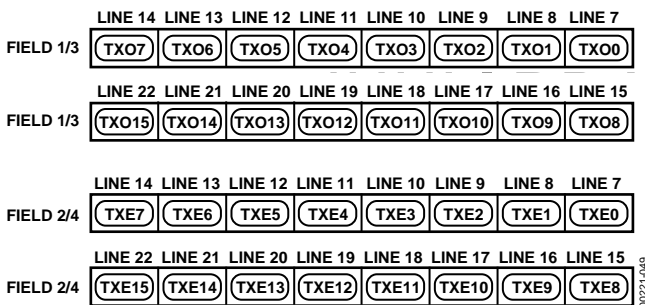 LINE 14 LINE 13 LINE 12 LINE 11 LINE 10 LINE 9 LINE 8 LINE 7
FIELD 1/3 TXO7 TXO6 TXO5 TXO4 TXO3 TXO2 TXO1 TXO0
LINE 22 LINE 21 LINE 20 LINE 19 LINE 18 LINE 17 LINE 16 LINE 15
FIELD 1/3 TXO15 TXO14 TXO13 TXO12 TXO11 TXO10 TXO9 TXO8
LINE 14 LINE 13 LINE 12 LINE 11 LINE 10 LINE 9 LINE 8 LINE 7
FIELD 2/4 TXE7 TXE6 TXE5 TXE4 TXE3 TXE2 TXE1 TXE0
LINE 22 LINE 21 LINE 20 LINE 19 LINE 18 LINE 17 LINE 16 LINE 15
FIELD 2/4 TXE15 TXE14 TXE13 TXE12 TXE11 TXE10 TXE9 TXE8